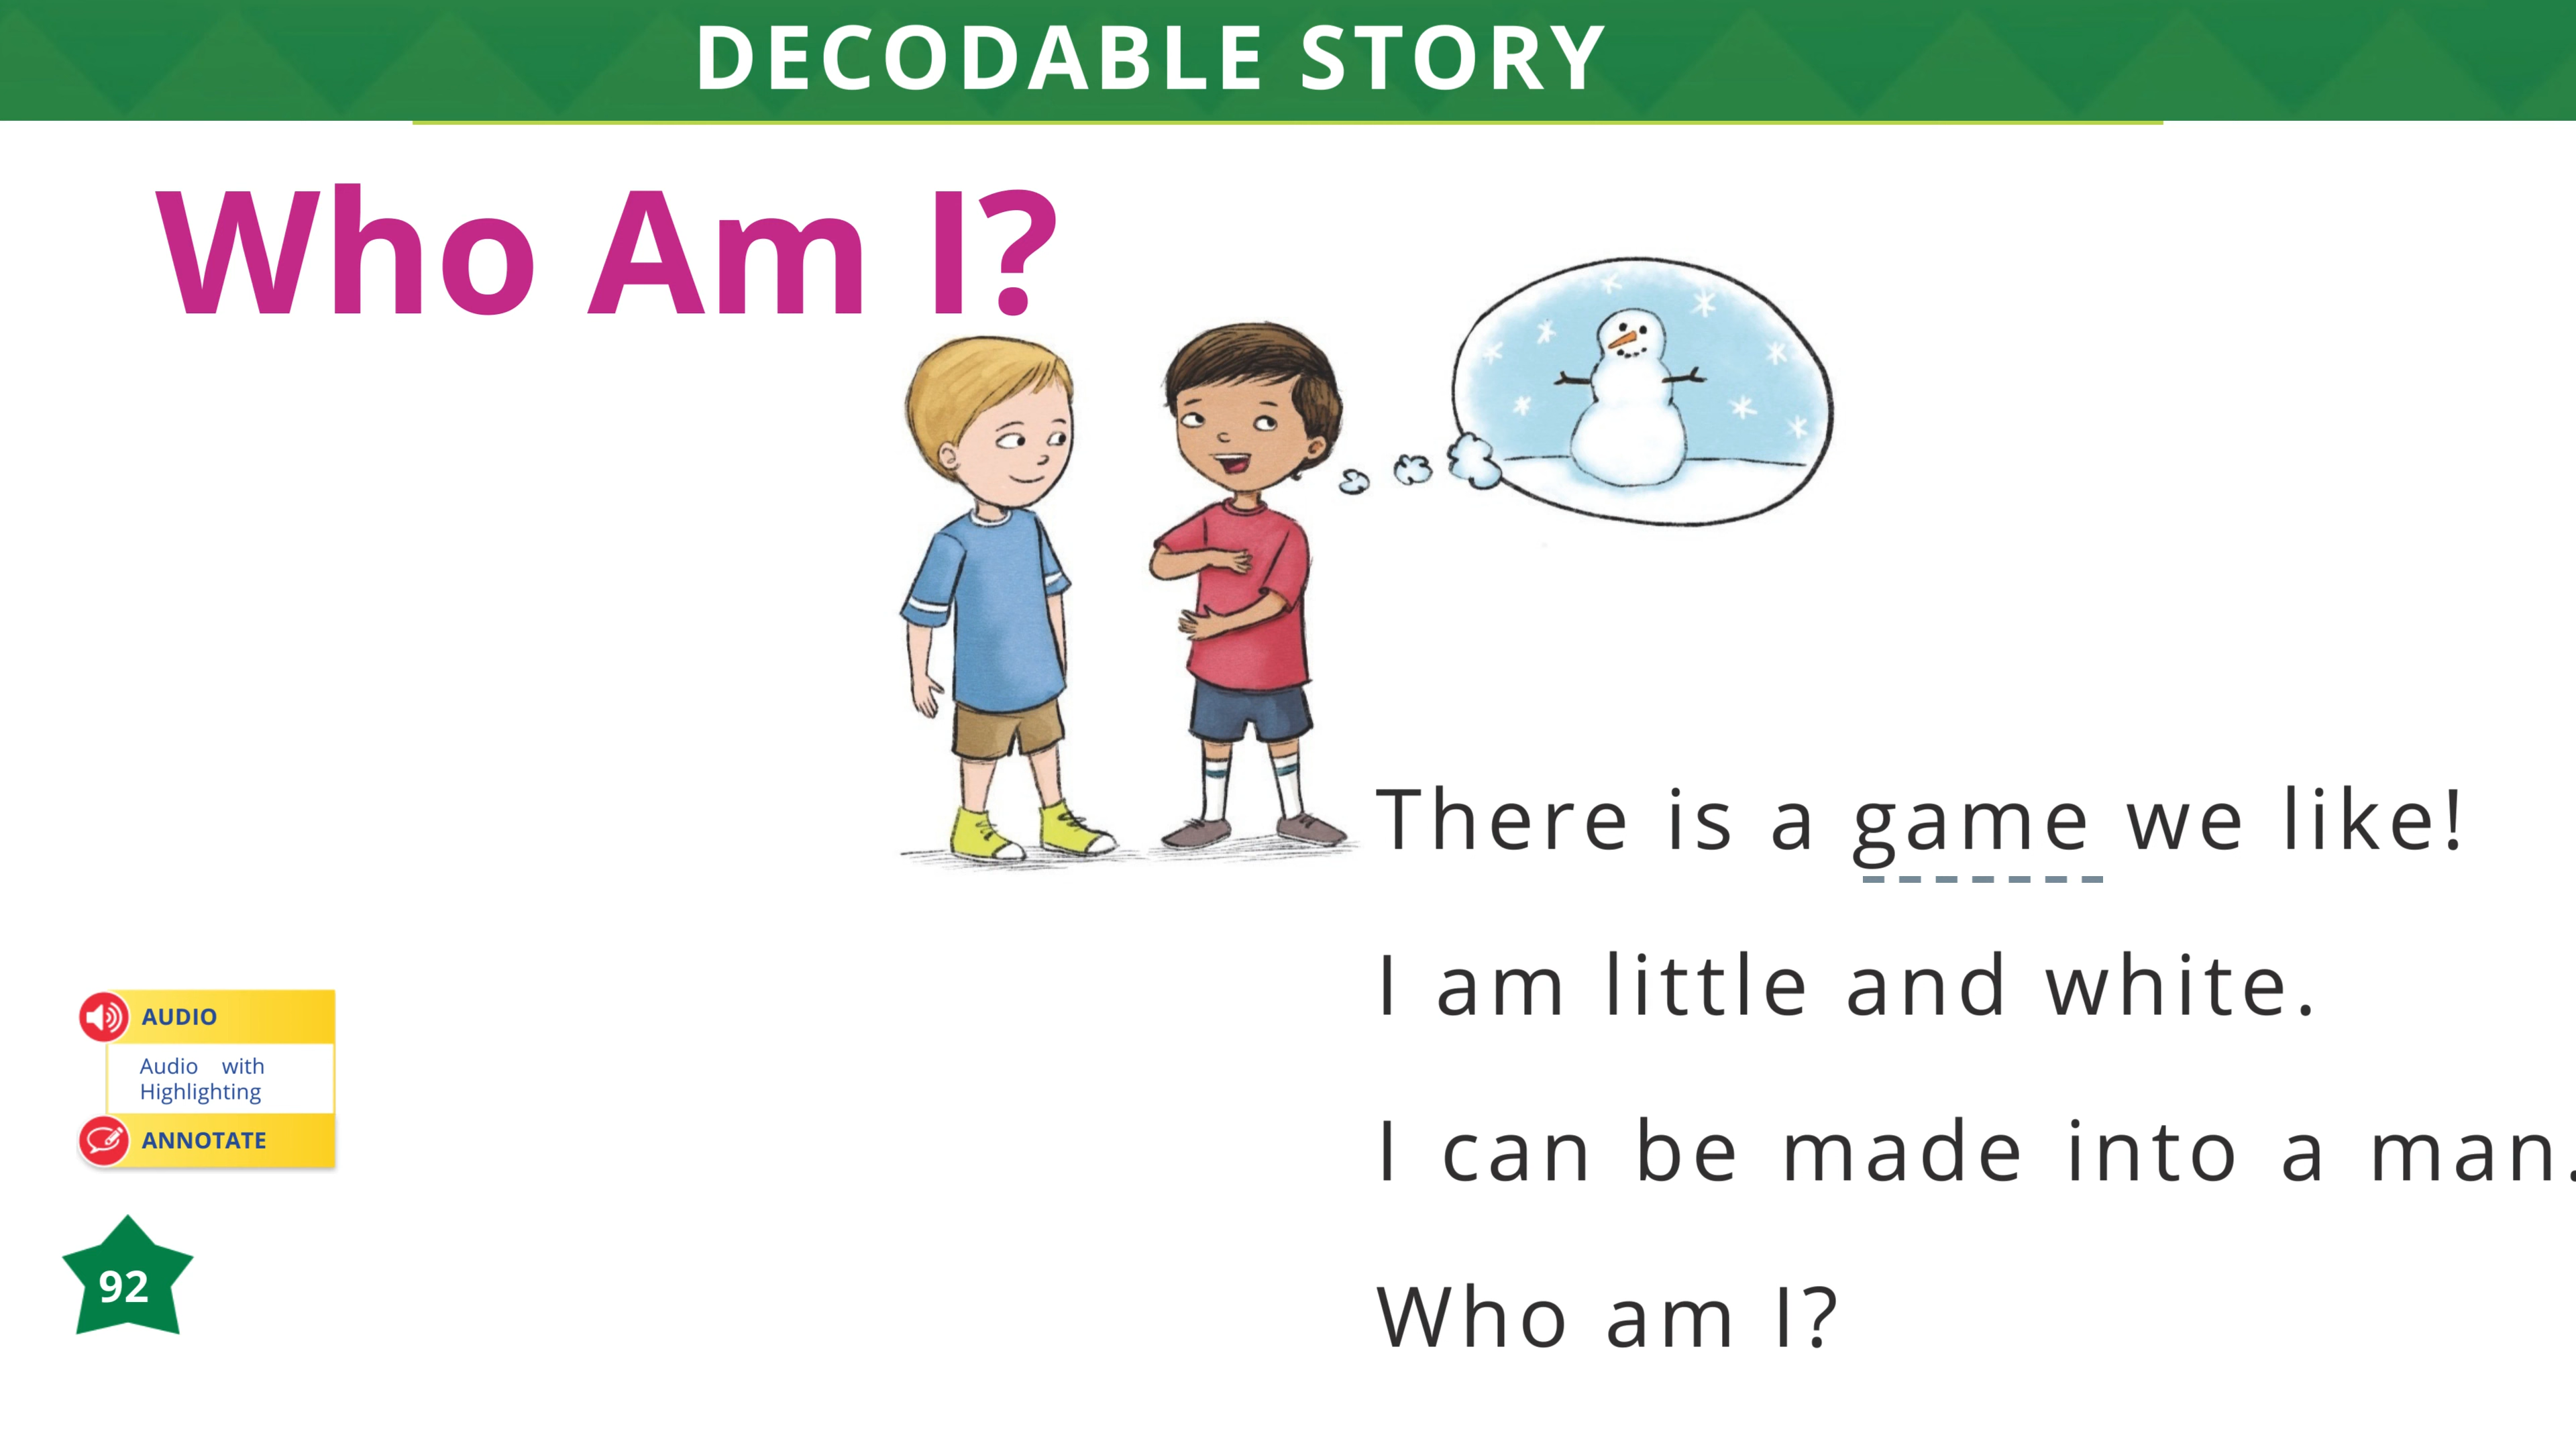 DECODABLE STORY
Who Am I?
There is a game we like!
I am little and white.
I can be made into a man.
Who am I?
AUDIO
Audio with
Highlighting
ANNOTATE
92